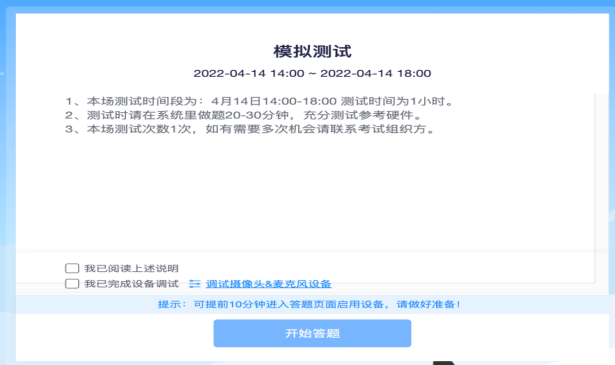 模拟测试
2022-04-14 14:00 ~ 2022-04-14 18:00
1、本场测试时间段为：4月14日14:00-18:00 测试时间为1小时。
2、测试时请在系统里做题20-30分钟，充分测试参考硬件。
3、本场测试次数1次，如有需要多次机会请联系考试组织方。
我已阅读上述说明
我已完成设备调试 调试摄像头&麦克风设备
提示：可提前10分钟进入答题页面启用设备，请做好准备！
开始答题